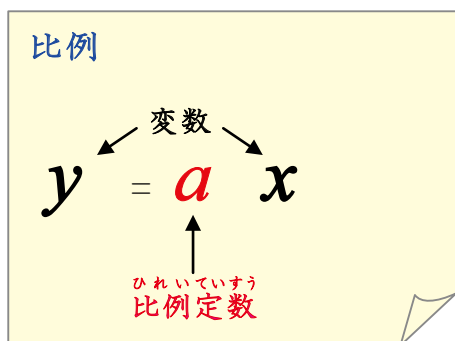 比例
変数
y = a x
ひれいていすう
比例定数